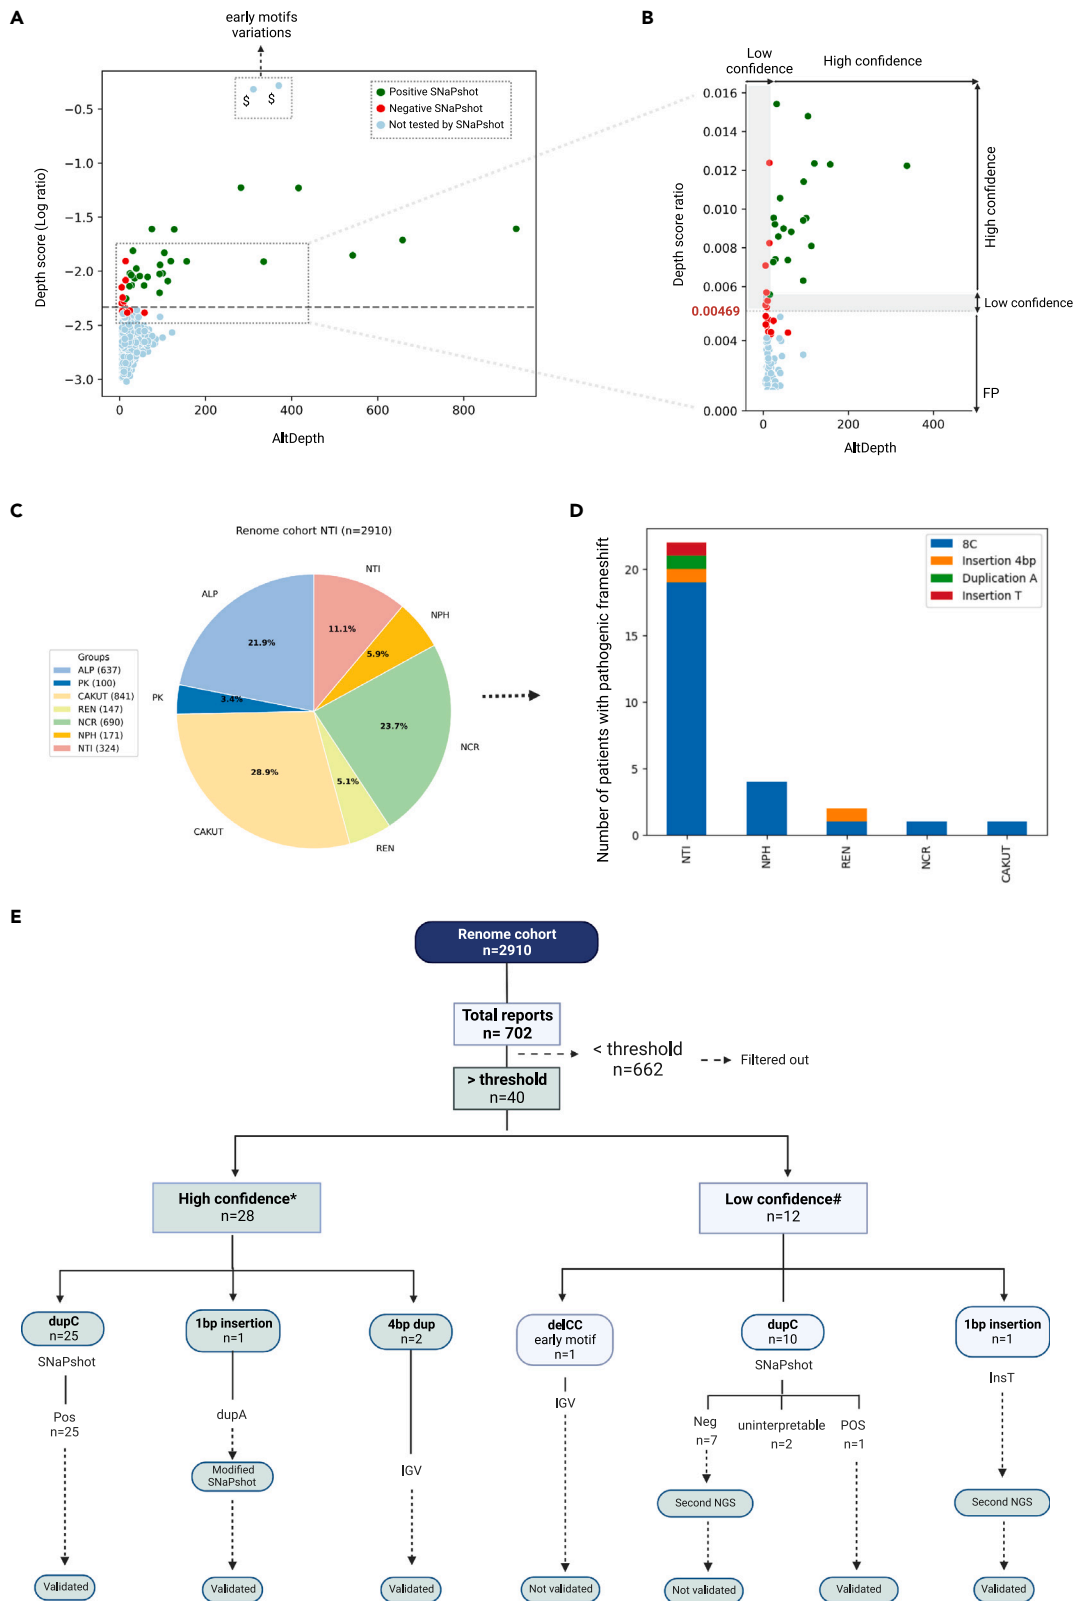 A
early motifs
variations
Depth score (Log ratio)
−0.5
−1.0
−1.5
−2.0
−2.5
−3.0
$
$
Positive SNaPshot
Negative SNaPshot
Not tested by SNaPshot
0
200
400
600
800
AltDepth
B
Low
confidence
High confidence
Depth score ratio
0.016
0.014
0.012
0.010
0.008
0.006
0.00469
0.004
0.000
High confidence
Low confidence
FP
0
200
400
AltDepth
C
Renome cohort NTI (n=2910)
NTI
NPH
NCR
REN
CAKUT
PK
ALP
11.1%
5.9%
23.7%
5.1%
28.9%
3.4%
21.9%
Groups
ALP (637)
PK (100)
CAKUT (841)
REN (147)
NCR (690)
NPH (171)
NTI (324)
D
Number of patients with pathogenic frameshift
20
15
10
5
0
8C
Insertion 4bp
Duplication A
Insertion T
NTI
NPH
REN
NCR
CAKUT
E
Renome cohort
n=2910
Total reports
n= 702
< threshold
n=662
Filtered out
> threshold
n=40
High confidence*
n=28
Low confidence#
n=12
dupC
n=25
1bp insertion
n=1
4bp dup
n=2
delCC
early motif
n=1
dupC
n=10
1bp insertion
n=1
SNaPshot
SNaPshot
InsT
Pos
n=25
dupA
IGV
IGV
Neg
n=7
uninterpretable
n=2
POS
n=1
Modified
SNaPshot
Second NGS
Second NGS
Validated
Validated
Validated
Not validated
Not validated
Validated
Validated